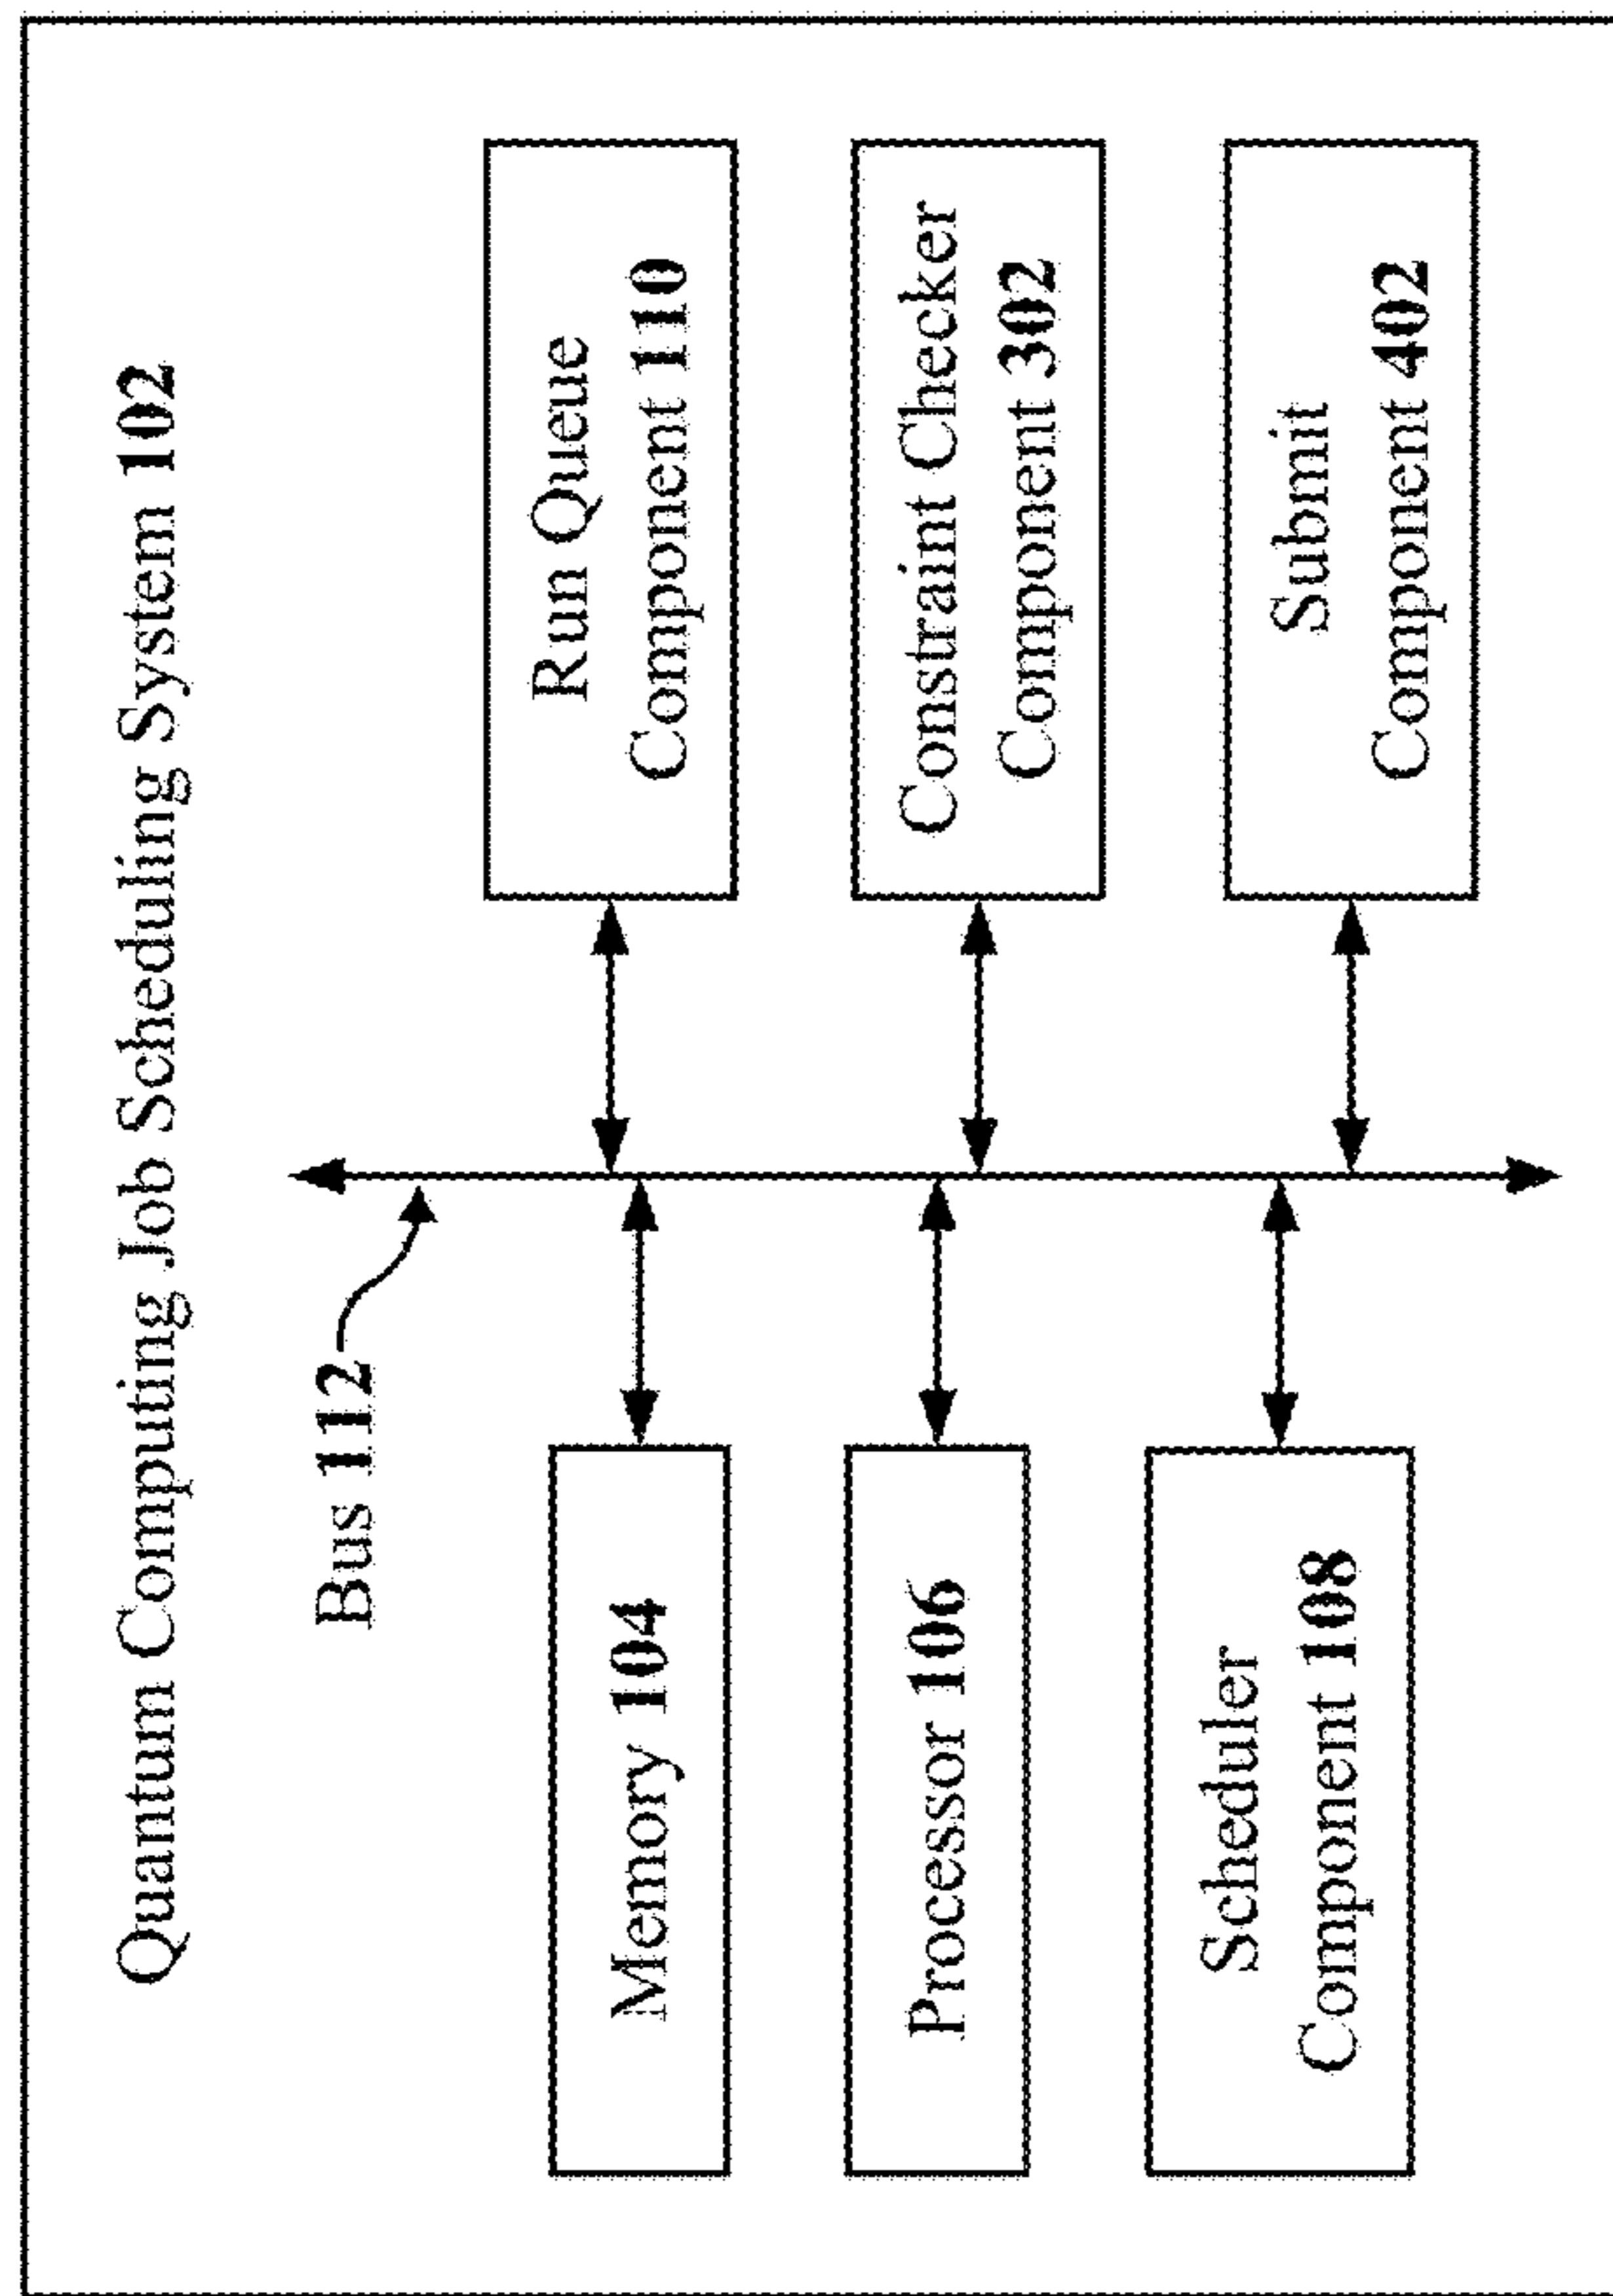 Quantum Computing Job Scheduling System 102
Bus 112
Memory 104
Processor 106
Scheduler
Component 108
Run Queue
Component 110
Constraint Checker
Component 302
Submit
Component 402